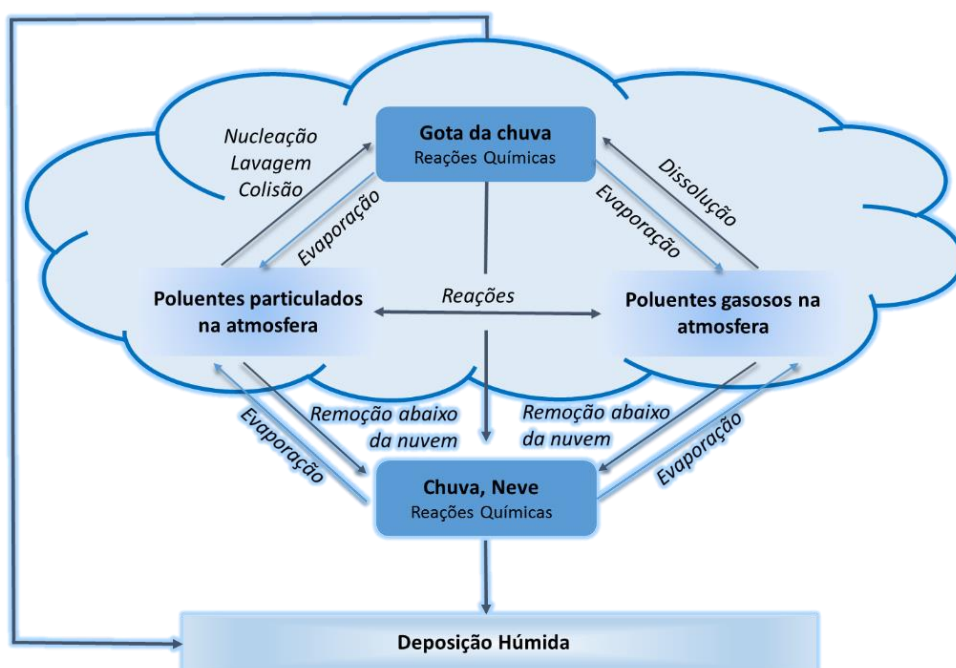 Gota da chuva
Reações Químicas
Nucleação
Lavagem
Colisão
Evaporação
Dissolução
Evaporação
Poluentes particulados
na atmosfera
Reações
Poluentes gasosos na
atmosfera
Evaporação
Remoção abaixo
da nuvem
Remoção abaixo
da nuvem
Evaporação
Chuva, Neve
Reações Químicas
Deposição Húmida